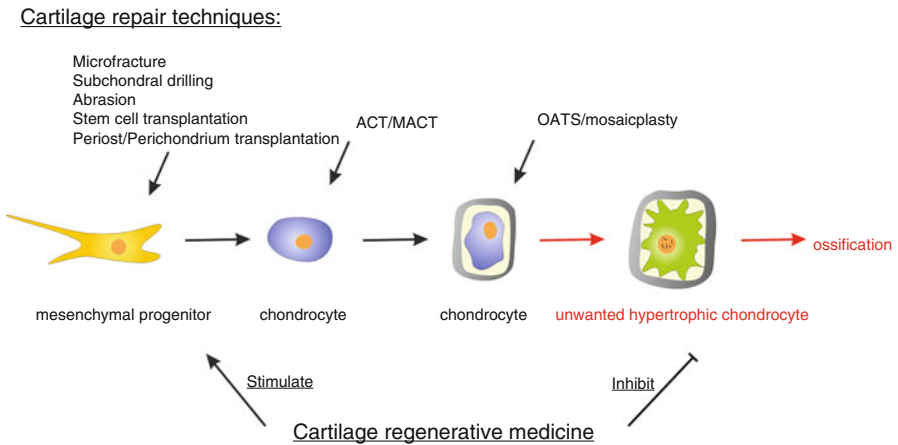 Cartilage repair techniques:
Microfracture
Subchondral drilling
Abrasion
Stem cell transplantation
Periost/Perichondrium transplantation
ACT/MACT
OATS/mosaicplasty
ossification
mesenchymal progenitor
chondrocyte
chondrocyte
unwanted hypertrophic chondrocyte
Stimulate
Inhibit
Cartilage regenerative medicine